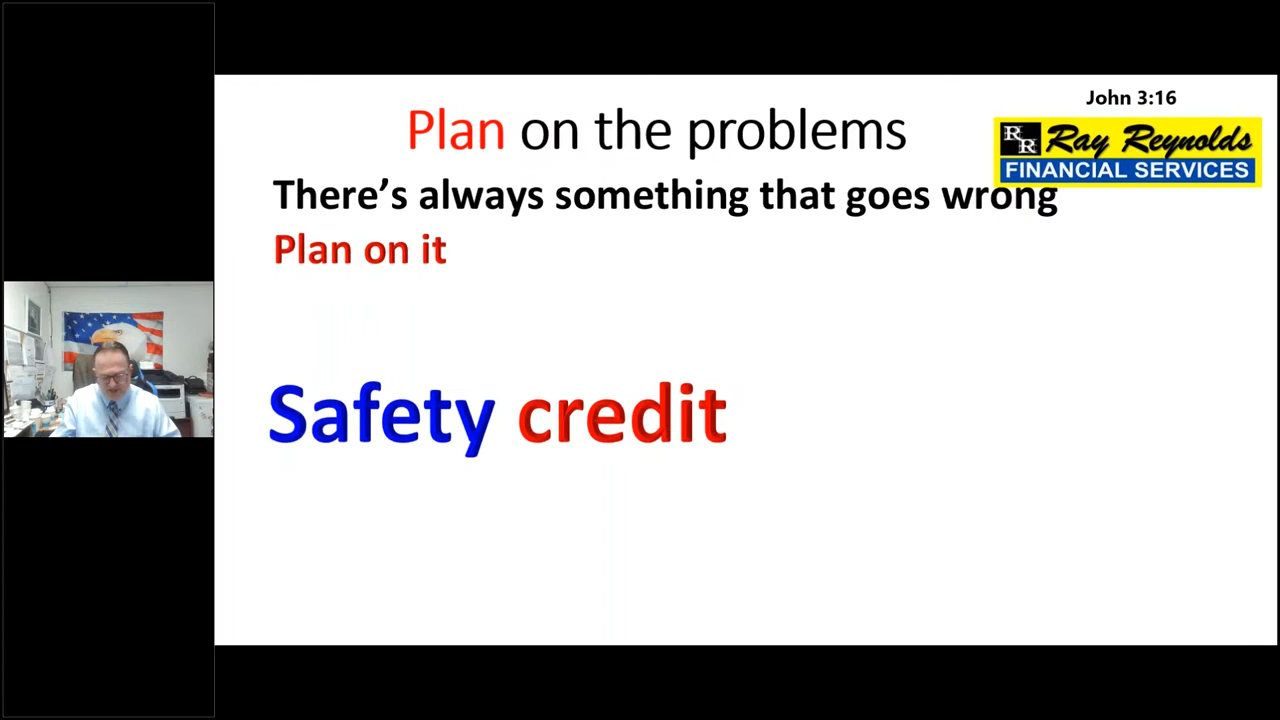 John 3:16
Plan on the problems
RR Ray Reynolds
FINANCIAL SERVICES
There's always something that goes wrong
Plan on it
Safety credit